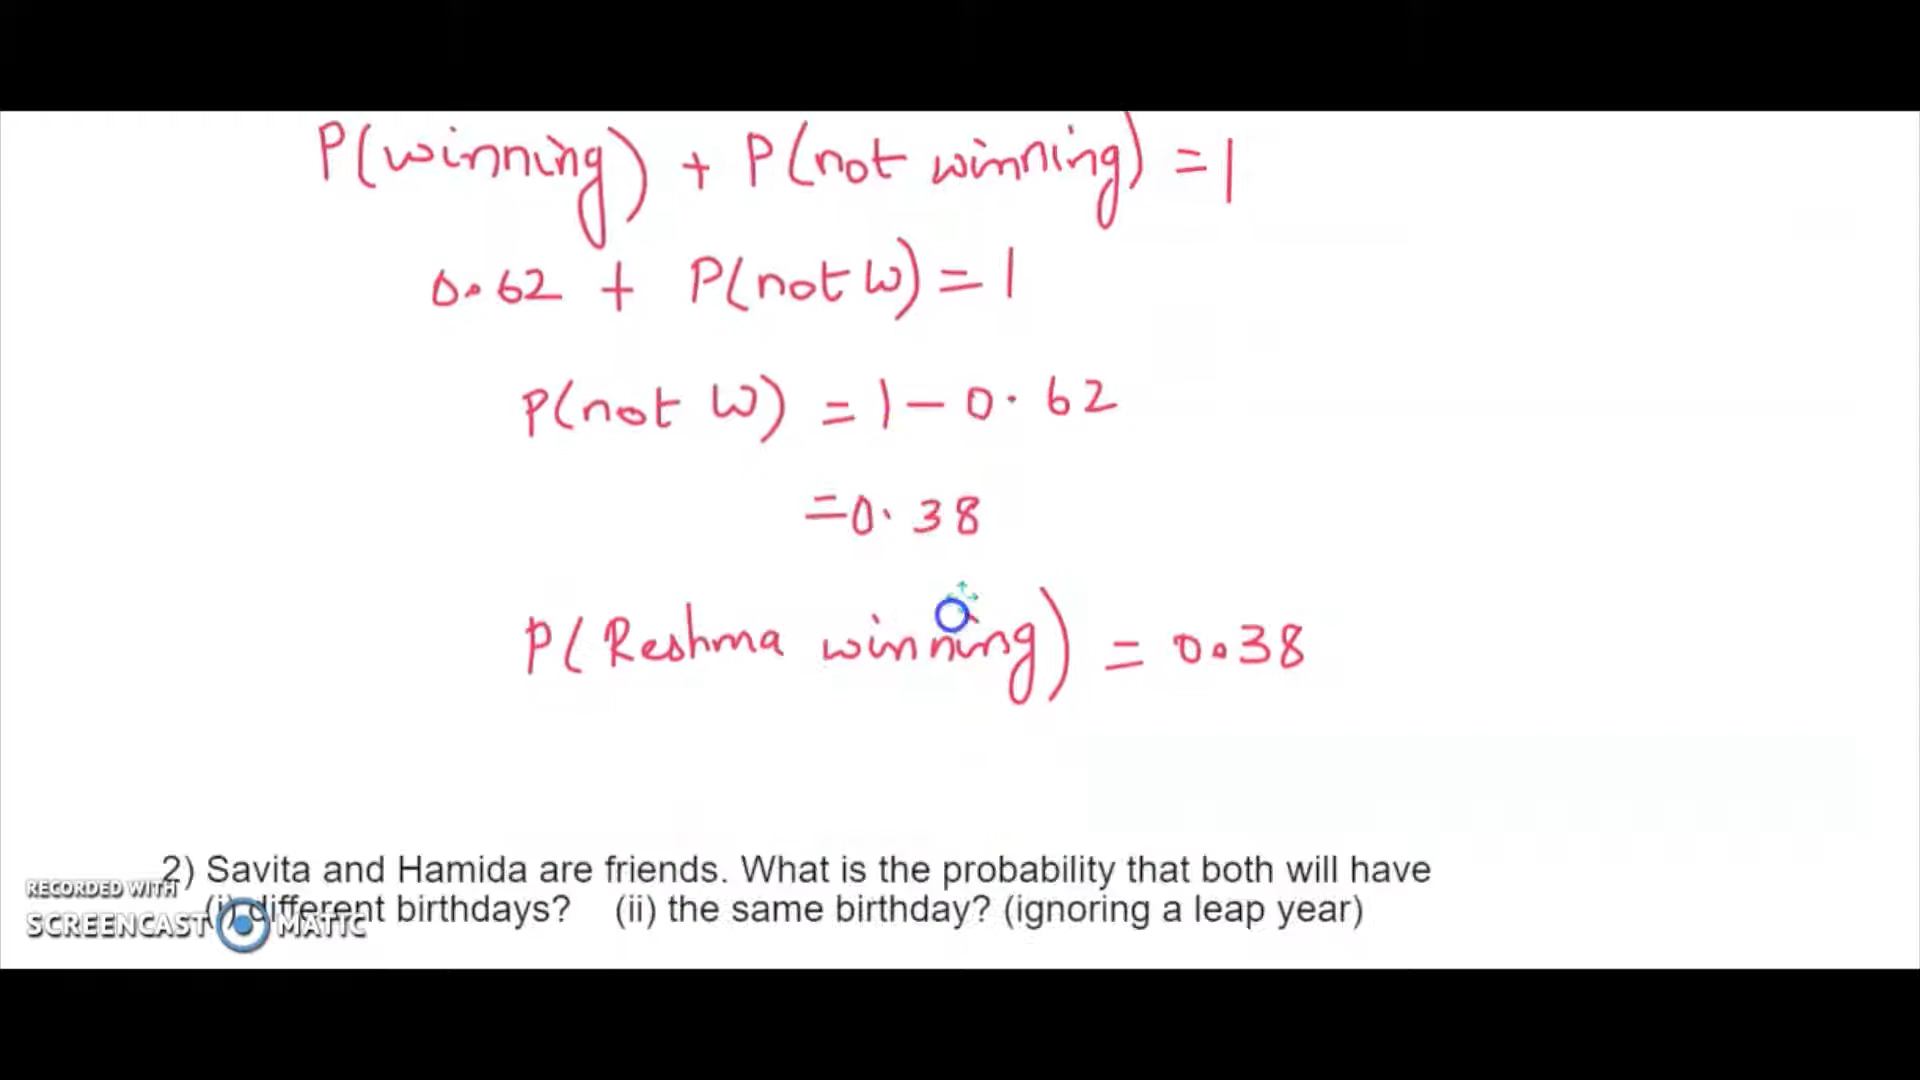 P(winning) + P(not winning) = 1
0.62 + P(not W) = 1
P(not W) = 1 - 0.62
= 0.38
P(Reshma winning) = 0.38
2) Savita and Hamida are friends. What is the probability that both will have
(i) different birthdays? (ii) the same birthday? (ignoring a leap year)
RECORDED WITH
SCREENCAST MATIC